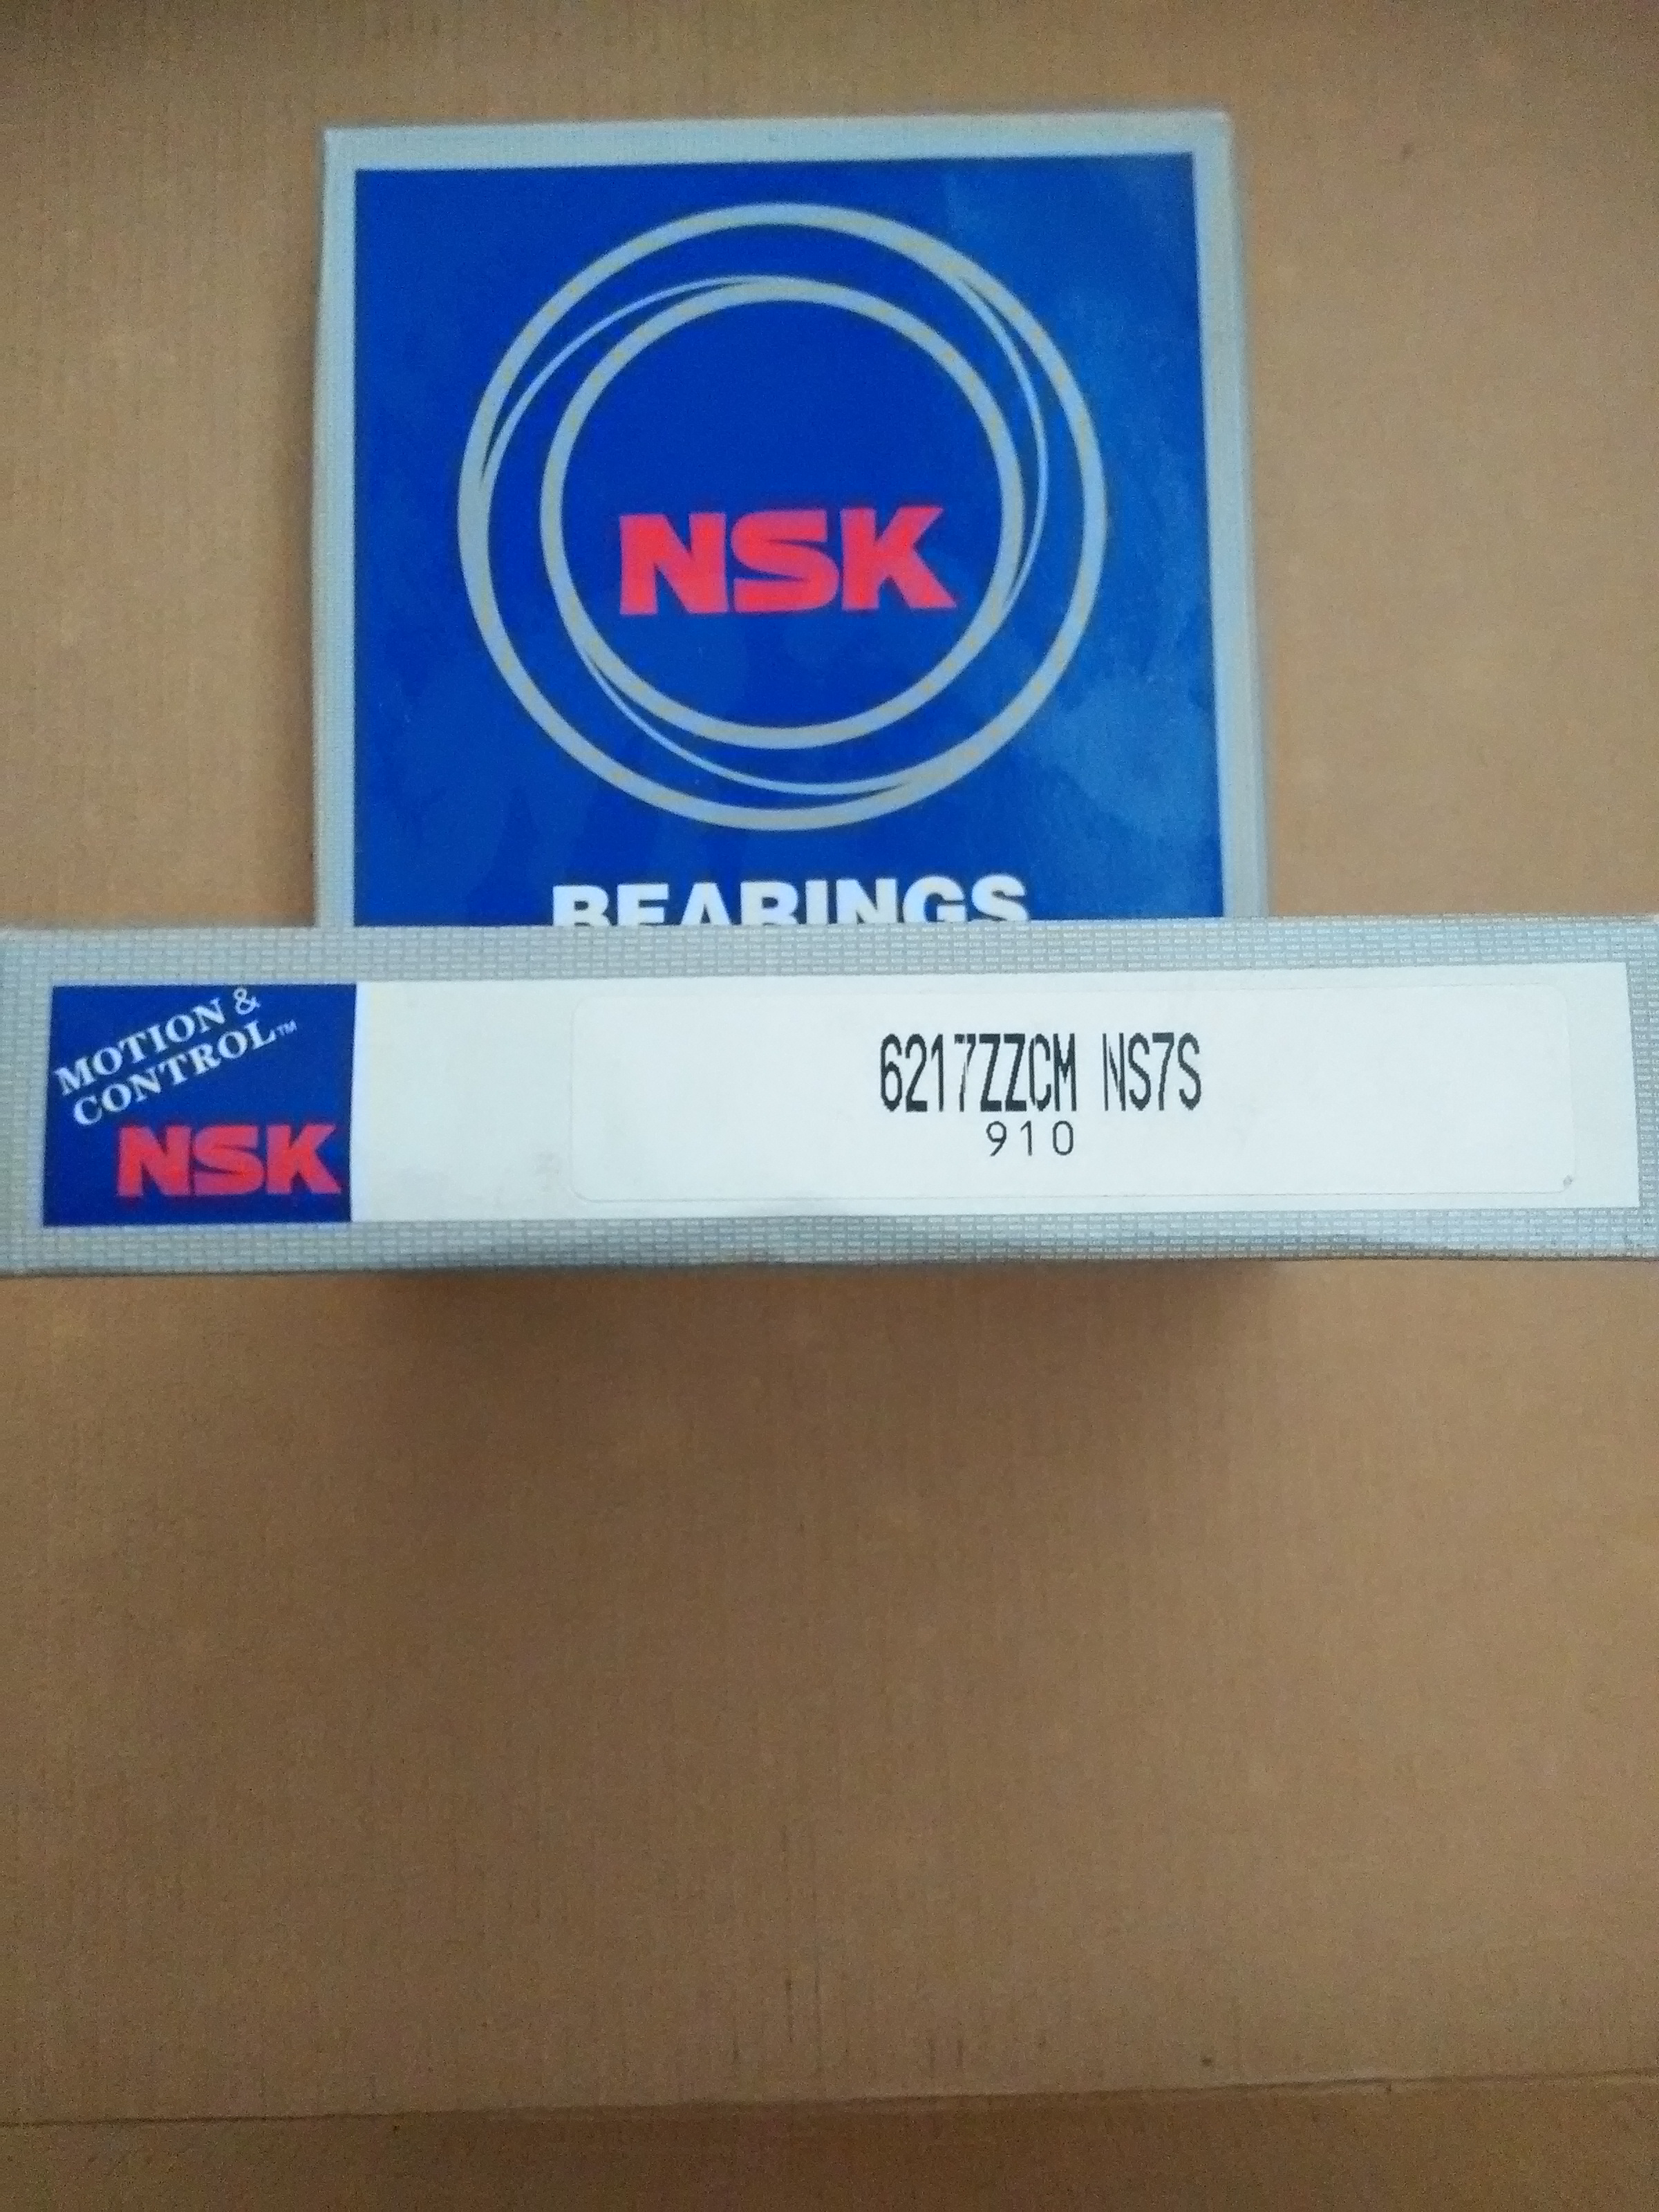 NSK
BEARINGS
MOTION &
CONTROL™
NSK
6217ZZCM NS7S
910